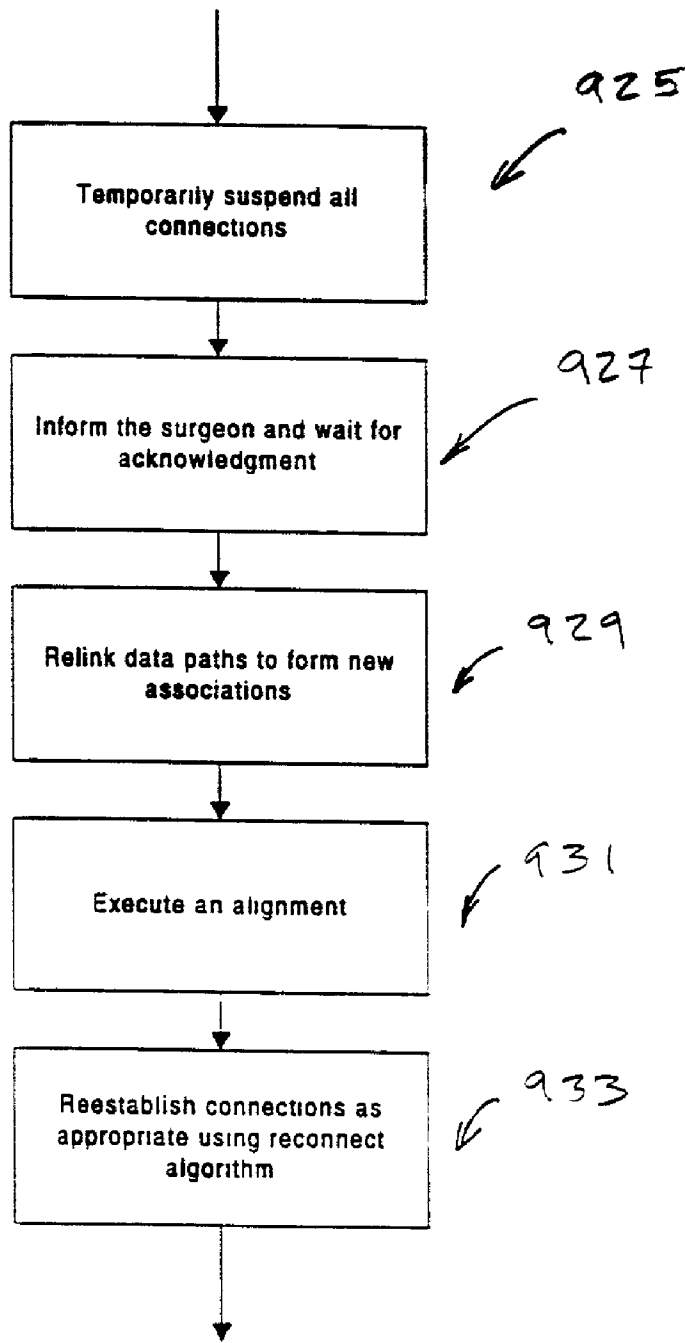 925
Temporarily suspend all
connections
927
Inform the surgeon and wait for
acknowledgment
929
Relink data paths to form new
associations
931
Execute an alignment
933
Reestablish connections as
appropriate using reconnect
algorithm